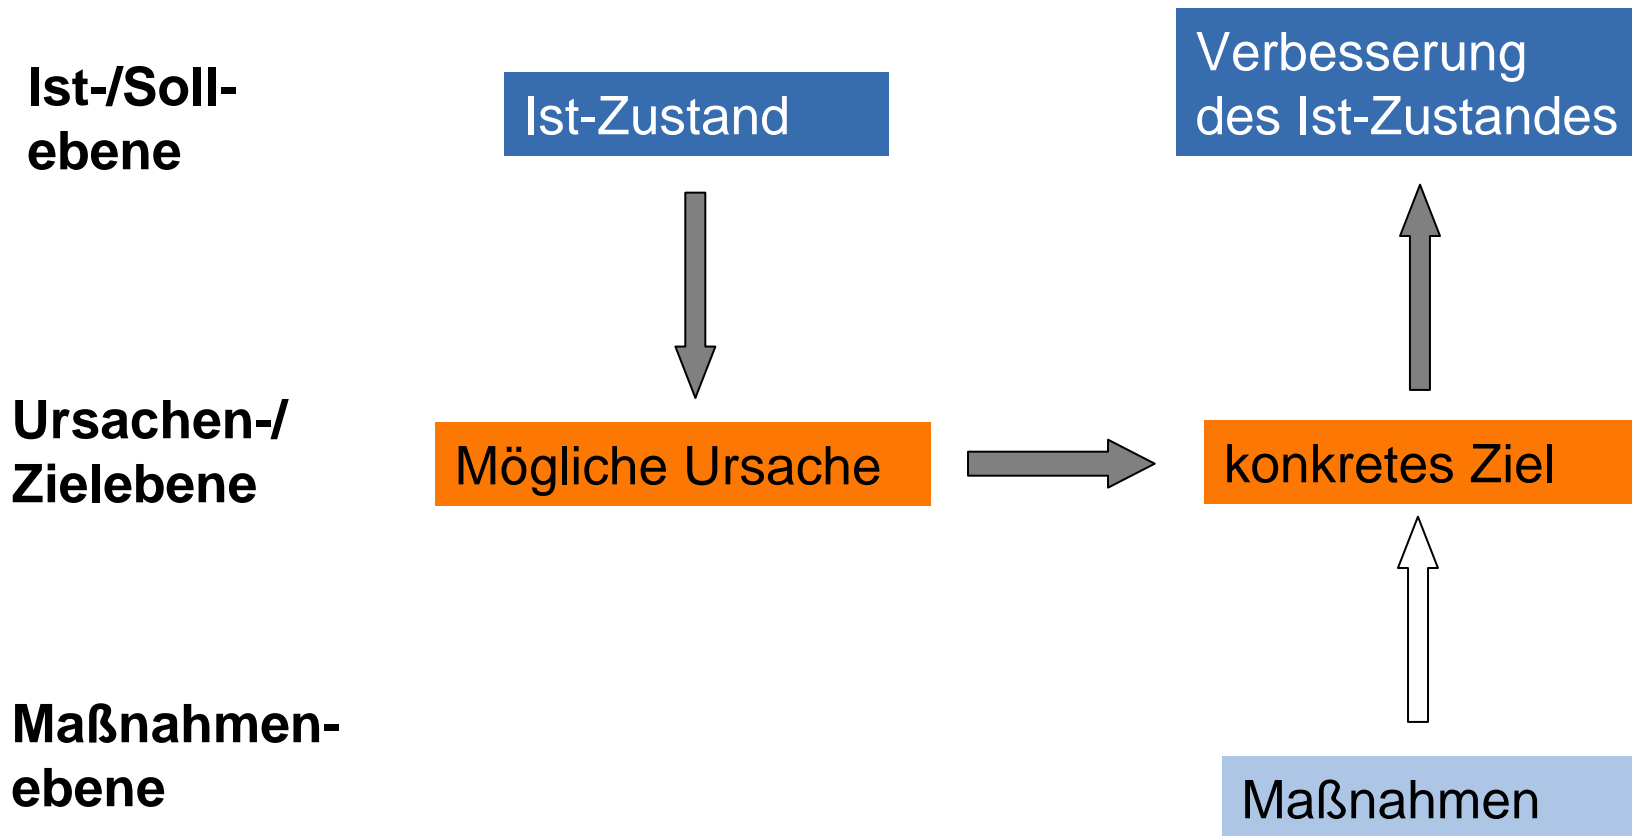 Ist-/Soll-
ebene
Ist-Zustand
Verbesserung
des Ist-Zustandes
Ursachen-/
Zielebene
Mögliche Ursache
konkretes Ziel
Maßnahmen-
ebene
Maßnahmen